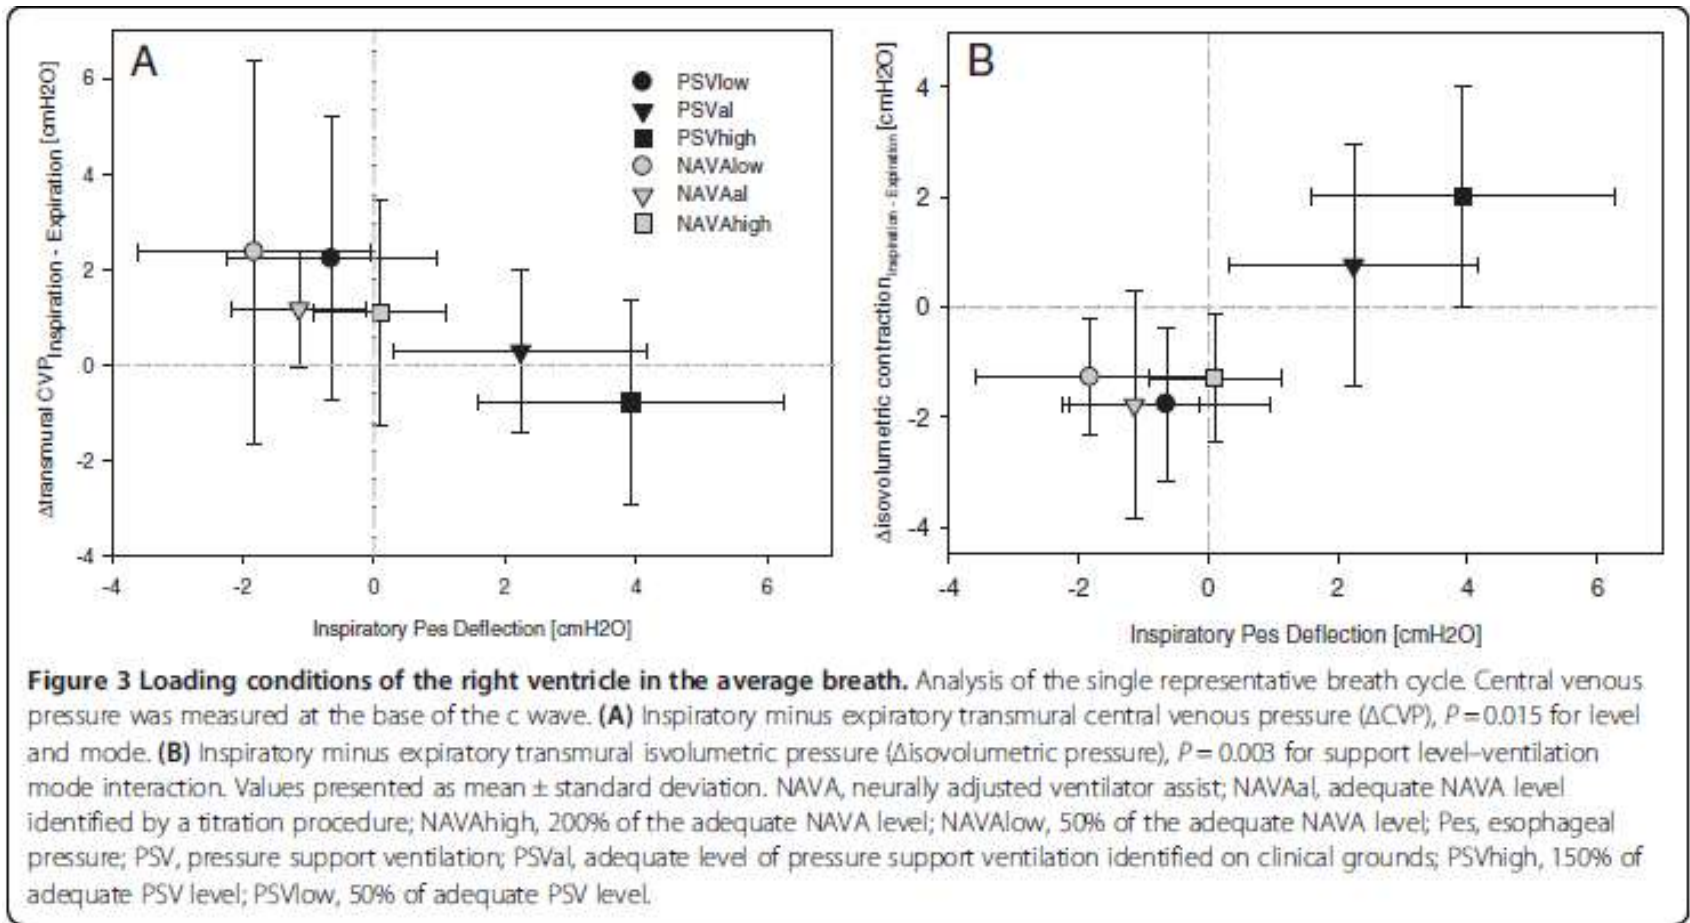 A
Δtransmural CVPInspiration - Expiration [cmH2O]
6
4
2
0
-2
-4
-4
-2
0
2
4
6
Inspiratory Pes Deflection [cmH2O]
PSVlow
PSVal
PSVhigh
NAVAlow
NAVAal
NAVAhigh
B
Δisovolumetric contractionInspiration - Expiration [cmH2O]
4
2
0
-2
-4
-4
-2
0
2
4
6
Inspiratory Pes Deflection [cmH2O]
Figure 3 Loading conditions of the right ventricle in the average breath. Analysis of the single representative breath cycle. Central venous
pressure was measured at the base of the c wave. (A) Inspiratory minus expiratory transmural central venous pressure (ΔCVP), P = 0.015 for level
and mode. (B) Inspiratory minus expiratory transmural isvolumetric pressure (Δisovolumetric pressure), P = 0.003 for support level–ventilation
mode interaction. Values presented as mean ± standard deviation. NAVA, neurally adjusted ventilator assist; NAVAal, adequate NAVA level
identified by a titration procedure; NAVAhigh, 200% of the adequate NAVA level; NAVAlow, 50% of the adequate NAVA level; Pes, esophageal
pressure; PSV, pressure support ventilation; PSVal, adequate level of pressure support ventilation identified on clinical grounds; PSVhigh, 150% of
adequate PSV level; PSVlow, 50% of adequate PSV level.